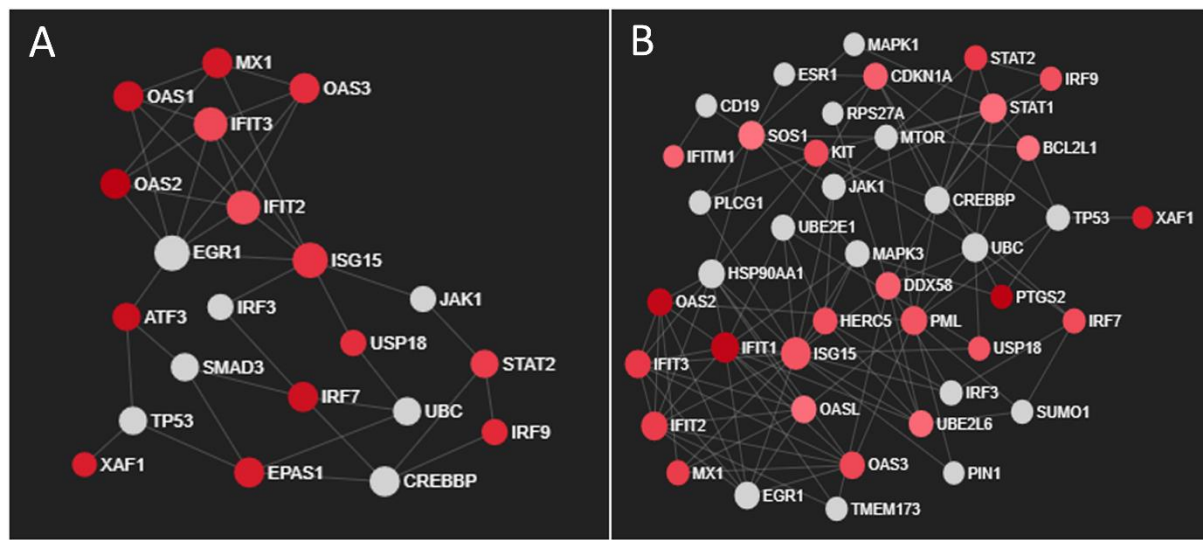 A
MX1
OAS1
OAS3
IFIT3
OAS2
IFIT2
EGR1
ISG15
IRF3
JAK1
ATF3
USP18
SMAD3
STAT2
IRF7
UBC
TP53
IRF9
XAF1
EPAS1
CREBBP
B
MAPK1
STAT2
ESR1
CDKN1A
IRF9
CD19
RPS27A
STAT1
SOS1
MTOR
IFITM1
KIT
BCL2L1
JAK1
PLCG1
CREBBP
TP53
XAF1
UBE2E1
MAPK3
UBC
HSP90AA1
DDX58
OAS2
PTGS2
HERC5
PML
IRF7
IFIT1
ISG15
USP18
IFIT3
IRF3
OASL
SUMO1
IFIT2
UBE2L6
MX1
OAS3
PIN1
EGR1
TMEM173